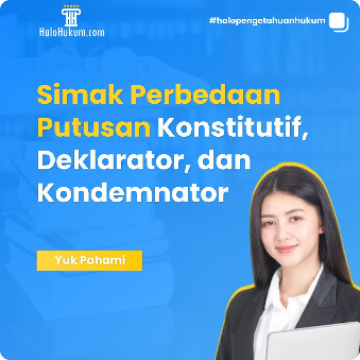 HaloHukum.com
#halopengetahuanhukum
Simak Perbedaan
Putusan Konstitutif,
Deklarator, dan
Kondemnator
Yuk Pahami